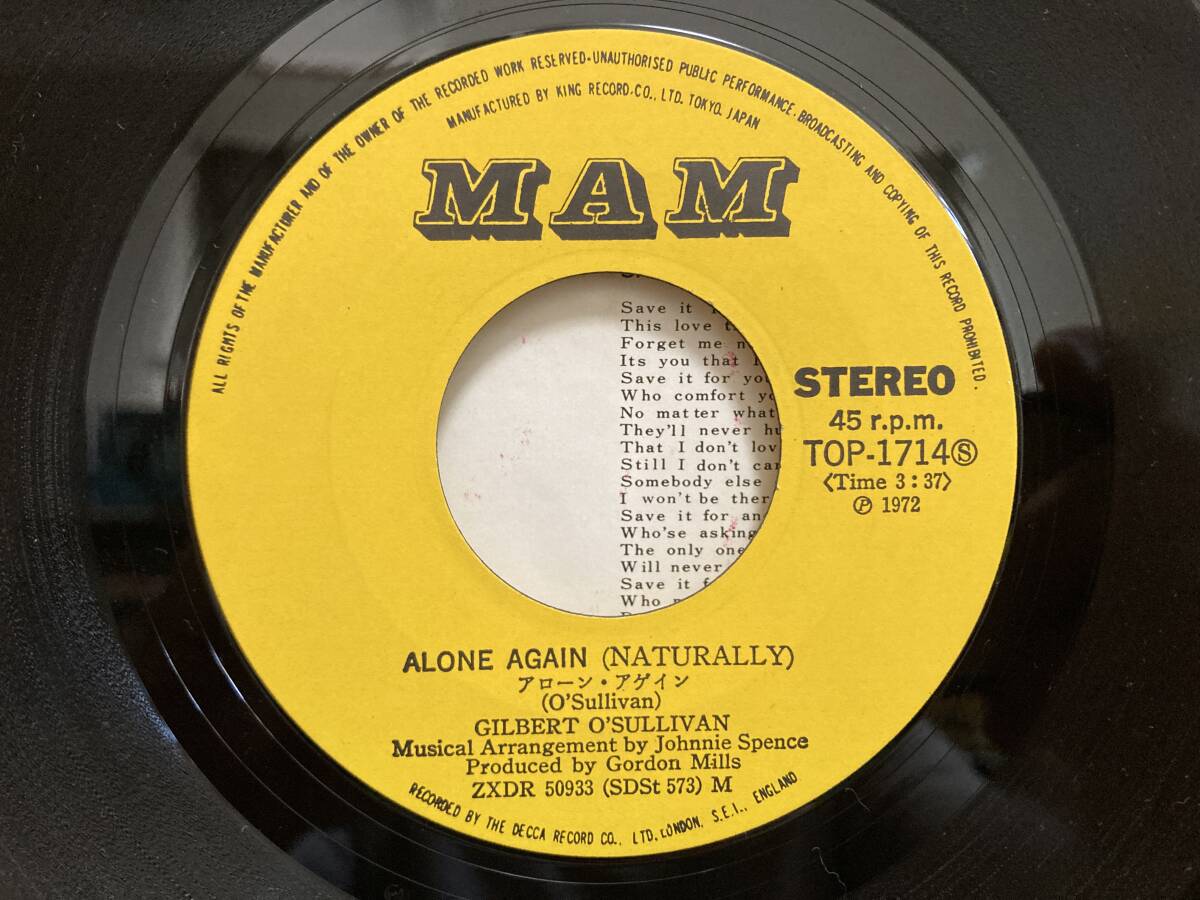 ALL RIGHTS OF THE MANUFACTURER AND OF THE OWNER OF THE RECORDED WORK RESERVED·UNAUTHORISED PUBLIC PERFORMANCE, BROADCASTING AND COPYING OF THIS RECORD PROHIBITED.
MANUFACTURED BY KING RECORD.CO., LTD. TOKYO. JAPAN
MAM
Save it
This love
Forget me
Its you that
Save it for
Who comfort
No matter what
They'll never
That I don't
Still I don't
Somebody else
I won't be
Save it for
Who'se asking
The only one
Will never
Save it
Who
STEREO
45 r.p.m.
TOP-1714Ⓢ
〈Time 3:37〉
℗ 1972
ALONE AGAIN (NATURALLY)
アローン・アゲイン
(O'Sullivan)
GILBERT O'SULLIVAN
Musical Arrangement by Johnnie Spence
Produced by Gordon Mills
ZXDR 50933 (SDSt 573) M
RECORDED BY THE DECCA RECORD CO., LTD, LONDON, S.E.I., ENGLAND